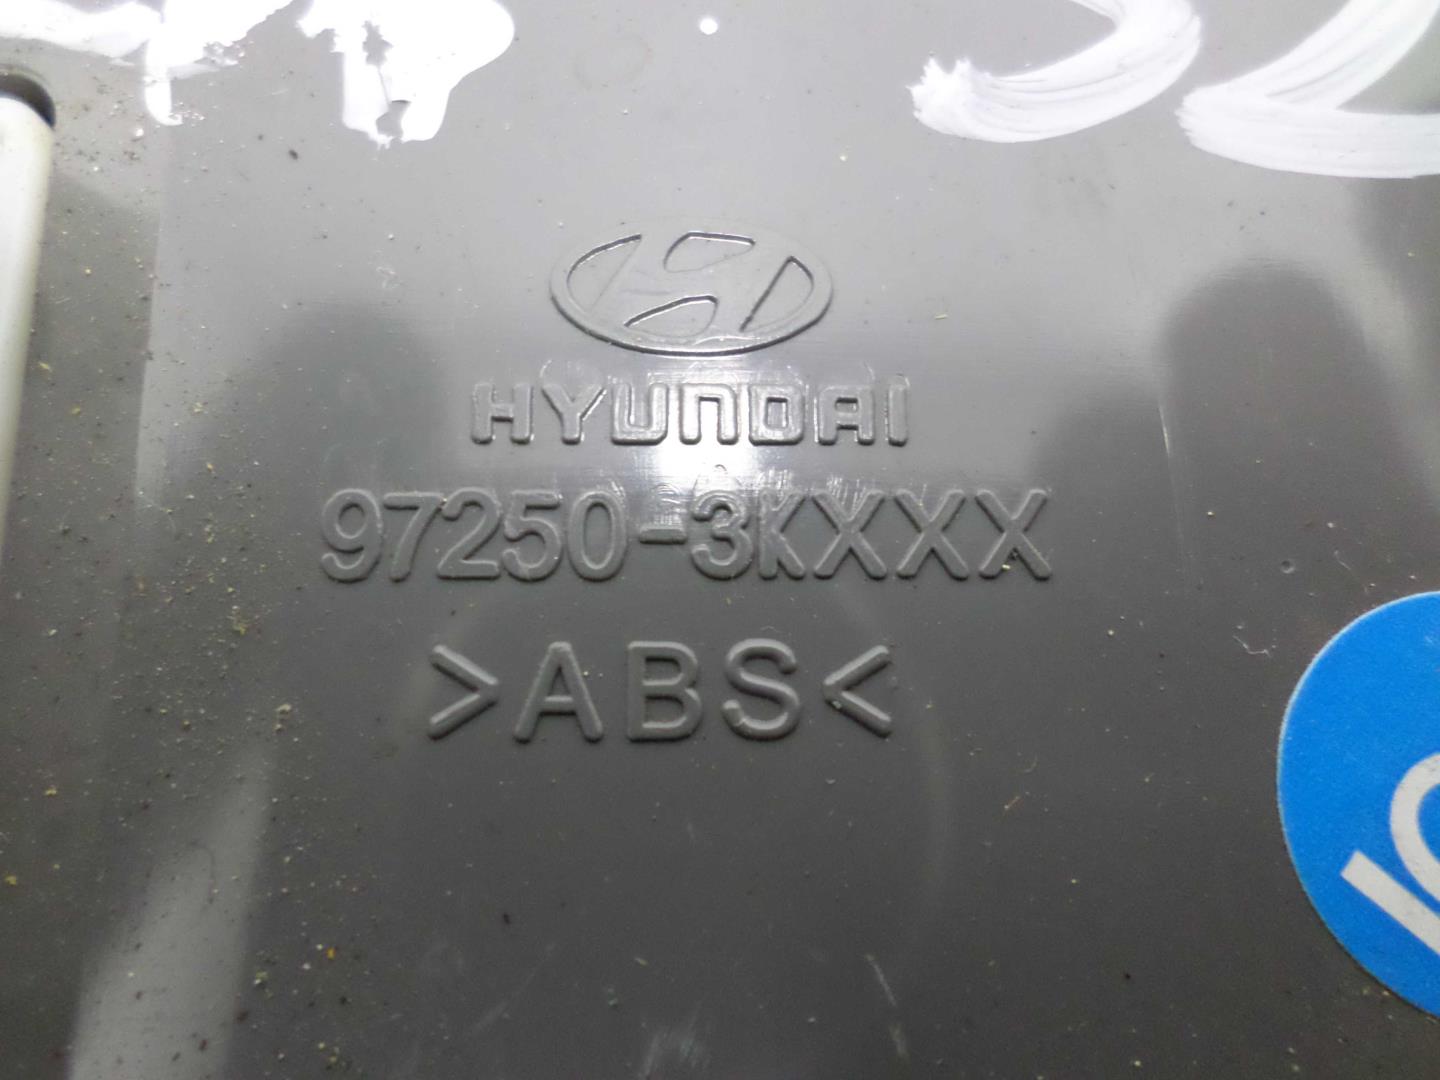 HYUNDAI
97250-3KXXX
>ABS<